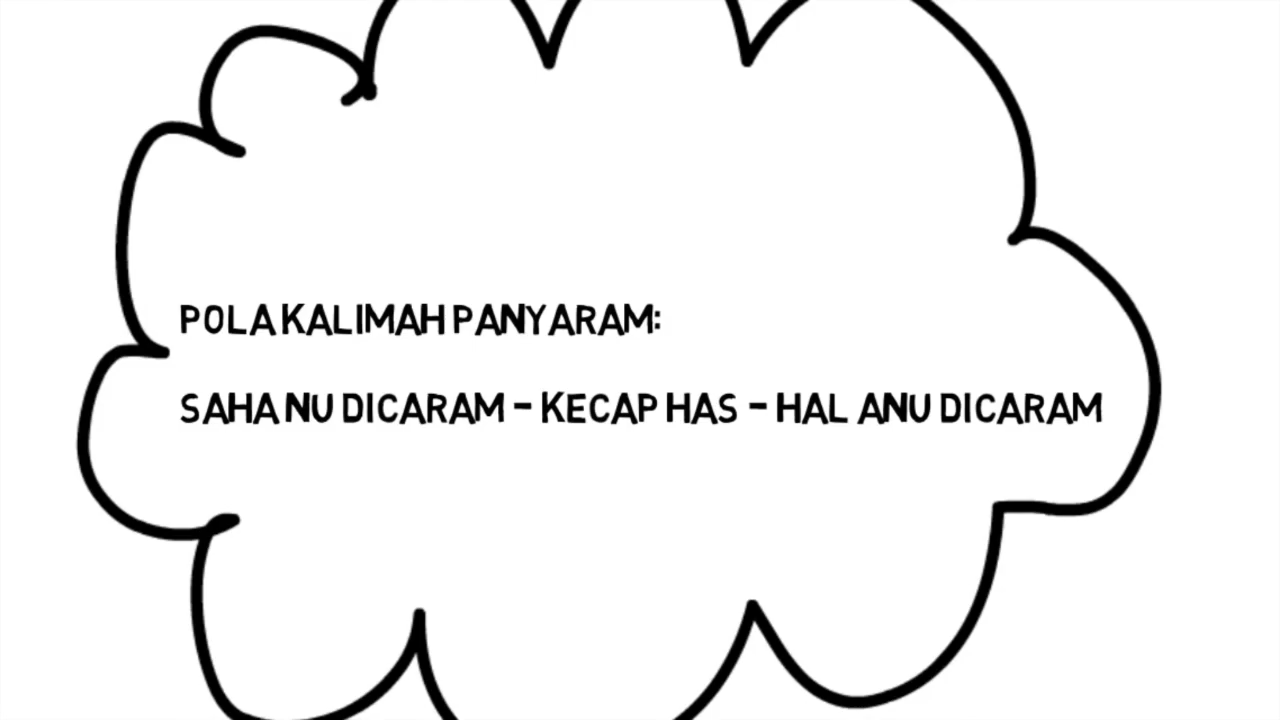 POLA KALIMAH PANYARAM:
SAHA NU DICARAM - KECAP HAS - HAL ANU DICARAM